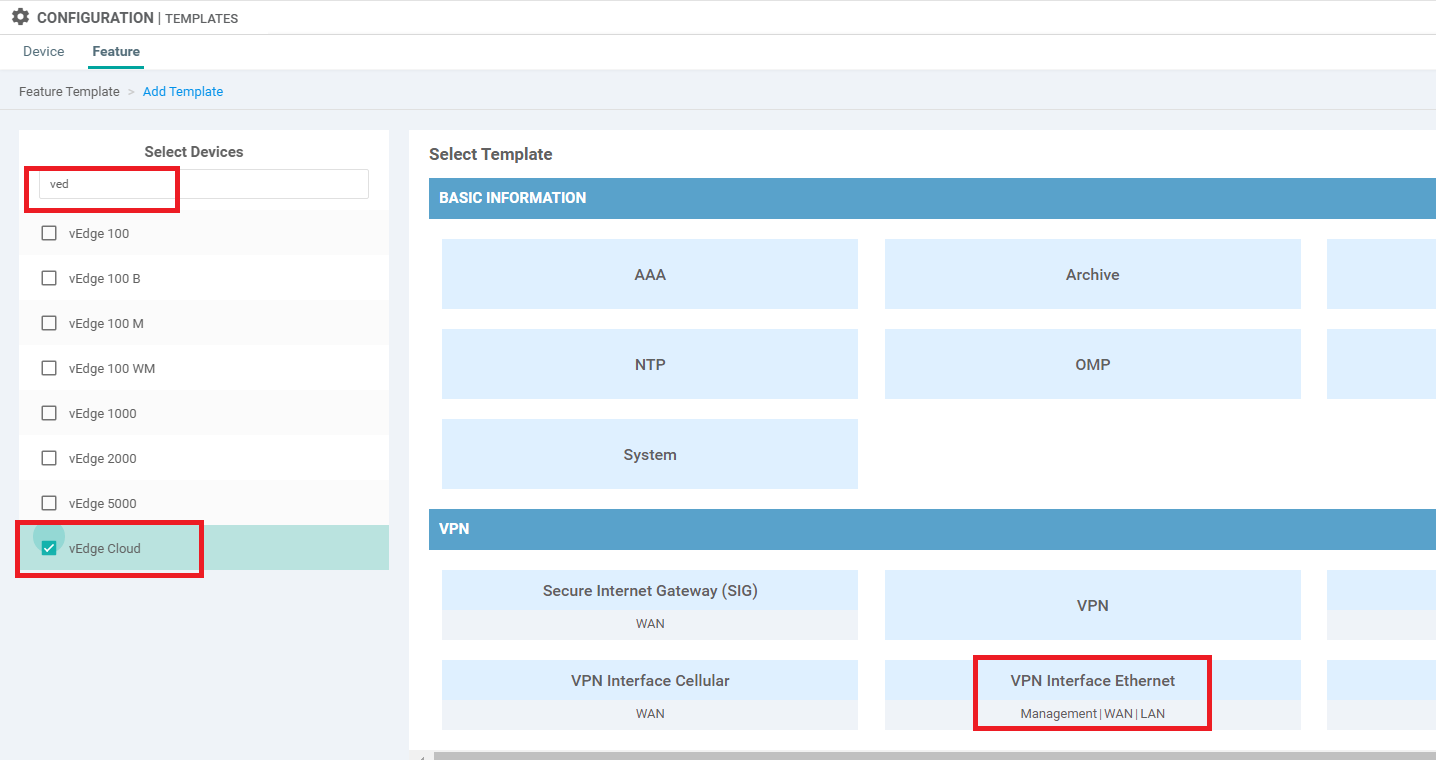 CONFIGURATION | TEMPLATES
Device Feature
Feature Template > Add Template
Select Devices
ved
vEdge 100
vEdge 100 B
vEdge 100 M
vEdge 100 WM
vEdge 1000
vEdge 2000
vEdge 5000
vEdge Cloud
Select Template
BASIC INFORMATION
AAA Archive
NTP OMP
System
VPN
Secure Internet Gateway (SIG)
WAN
VPN
VPN Interface Cellular
WAN
VPN Interface Ethernet
Management | WAN | LAN